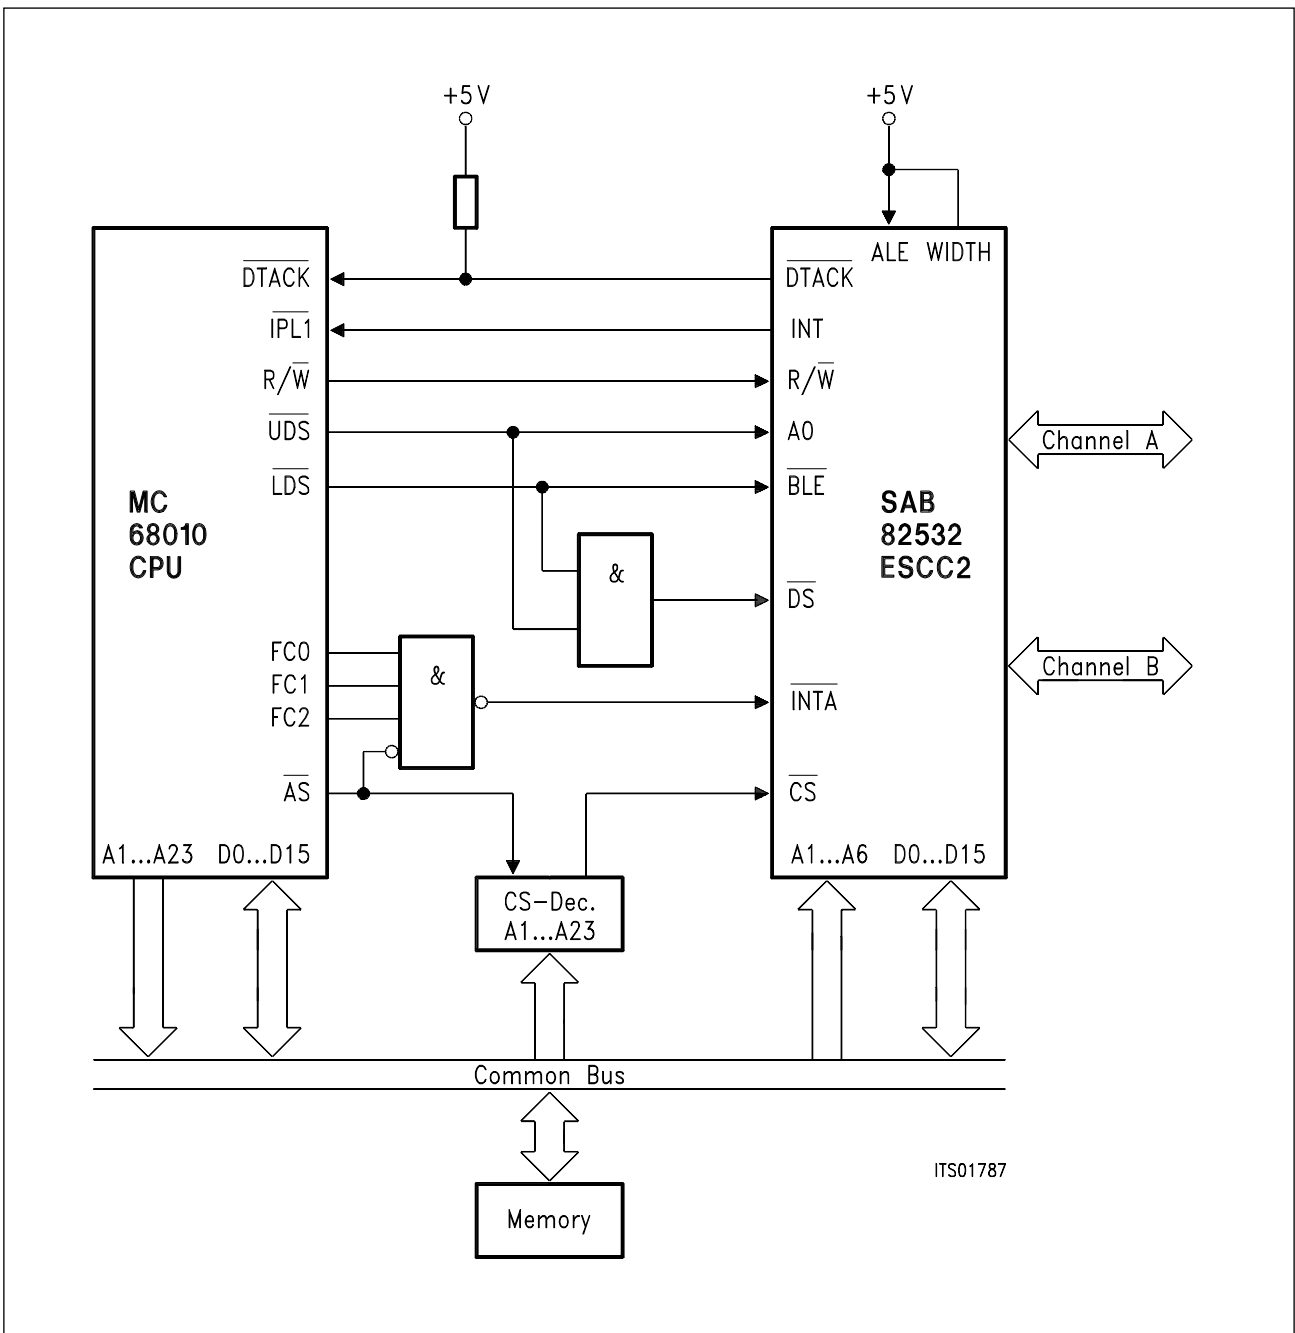 +5V
+5V
ALE WIDTH
DTACK
DTACK
IPL1
INT
R/W
R/W
UDS
A0
Channel A
LDS
BLE
MC
68010
CPU
SAB
82532
ESCC2
&
DS
FC0
FC1
FC2
&
INTA
Channel B
AS
CS
A1...A23 D0...D15
A1...A6 D0...D15
CS-Dec.
A1...A23
Common Bus
ITS01787
Memory